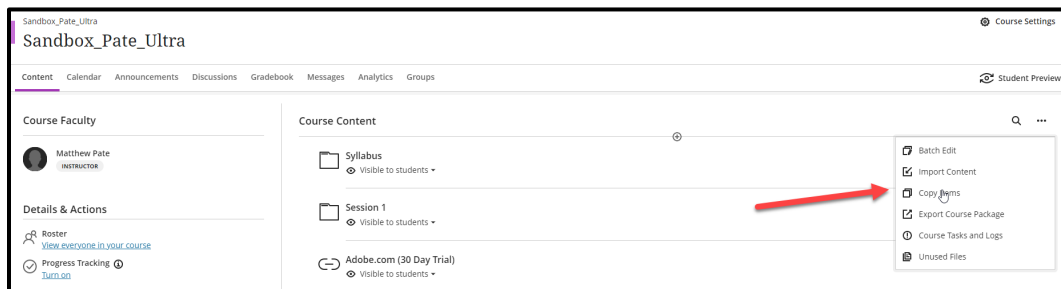 Sandbox_Pate_Ultra
Course Settings
Sandbox_Pate_Ultra
Content Calendar Announcements Discussions Gradebook Messages Analytics Groups
Student Preview
Course Faculty
Matthew Pate
INSTRUCTOR
Details & Actions
Roster
View everyone in your course
Progress Tracking
Turn on
Course Content
Syllabus
Visible to students
Session 1
Visible to students
Adobe.com (30 Day Trial)
Visible to students
Batch Edit
Import Content
Copy Items
Export Course Package
Course Tasks and Logs
Unused Files